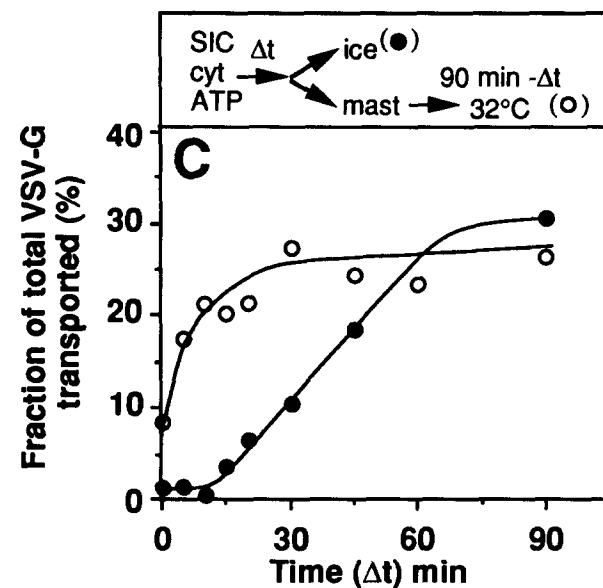 SIC Δt ice (●)
cyt 90 min -Δt
ATP mast 32°C (○)
C
Fraction of total VSV-G
transported (%)
40
30
20
10
0
0 30 60 90
Time (Δt) min